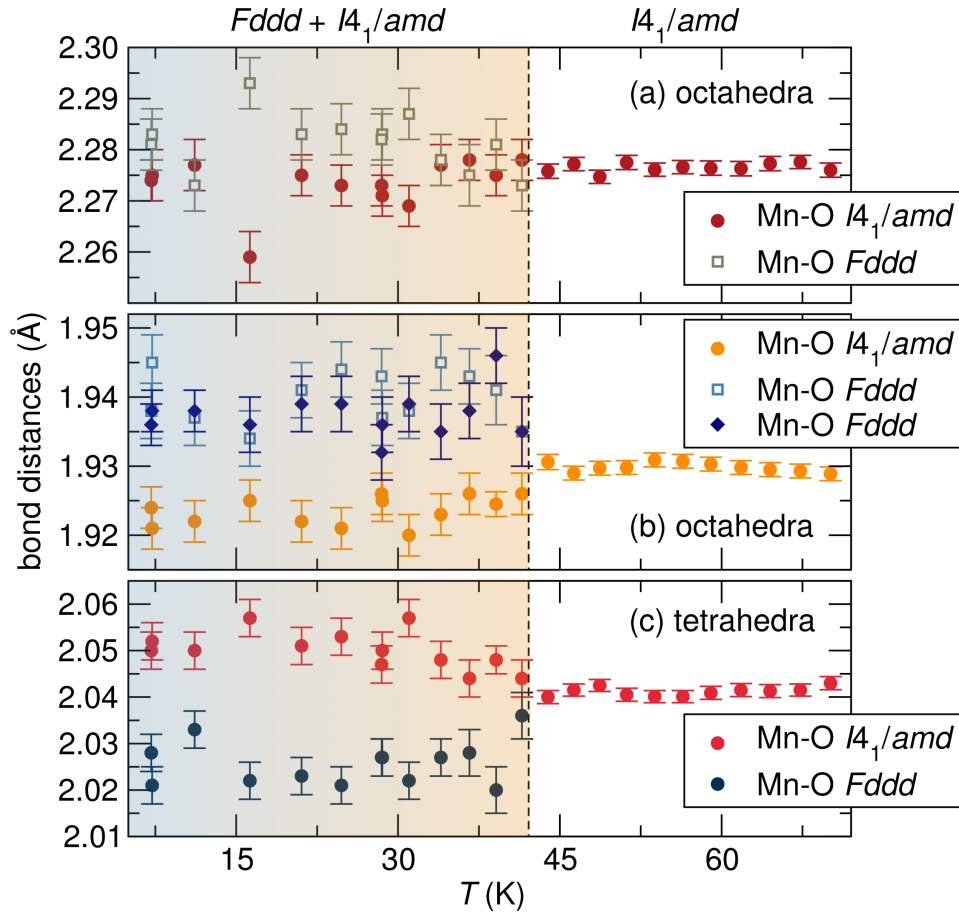 Fddd + I4₁/amd I4₁/amd
2.30
2.29
2.28
2.27
2.26
(a) octahedra
Mn-O I4₁/amd
Mn-O Fddd
bond distances (Å)
1.95
1.94
1.93
1.92
Mn-O I4₁/amd
Mn-O Fddd
Mn-O Fddd
(b) octahedra
2.06
2.05
2.04
2.03
2.02
2.01
(c) tetrahedra
Mn-O I4₁/amd
Mn-O Fddd
15 30 45 60
T (K)